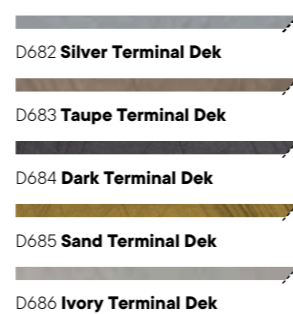 D682 Silver Terminal Dek
D683 Taupe Terminal Dek
D684 Dark Terminal Dek
D685 Sand Terminal Dek
D686 Ivory Terminal Dek